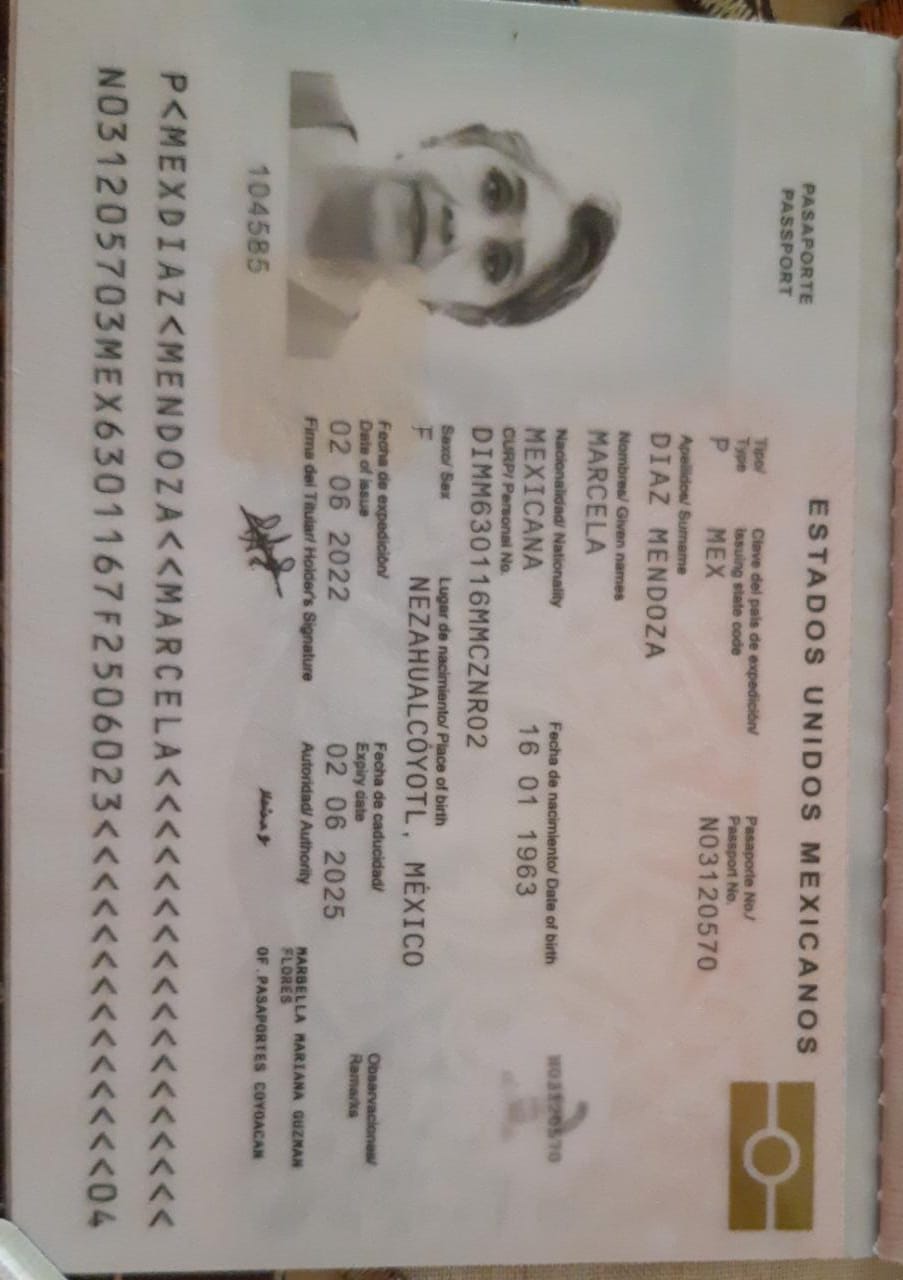 ESTADOS UNIDOS MEXICANOS
PASAPORTE
PASSPORT
Tipo/ Type
Clave del país de expedición/ Issuing state code
Pasaporte No./ Passport No.
P
MEX
N03120570
Apellidos/ Surname
DIAZ MENDOZA
Nombres/ Given names
MARCELA
Nacionalidad/ Nationality
Fecha de nacimiento/ Date of birth
MEXICANA
16 01 1963
CURP/ Personal No.
DIMM630116MMCZNR02
Sexo/ Sex
Lugar de nacimiento/ Place of birth
F
NEZAHUALCÓYOTL, MÉXICO
Fecha de expedición/ Date of issue
Fecha de caducidad/ Expiry date
Observaciones/ Remarks
02 06 2022
02 06 2025
Firma del Titular/ Holder's Signature
Autoridad/ Authority
MARBELLA MARIANA GUZMAN
FLORES
OF.PASAPORTES COYOACAN
104585
N03120570
P<MEXDIAZ<MENDOZA<<MARCELA<<<<<<<<<<<<<<<<<<
N031205703MEX6301167F2506023<<<<<<<<<<<<<<04